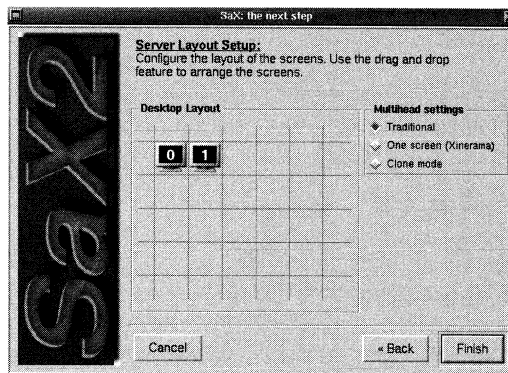 SaX: the next step
SaX2
Server Layout Setup:
Configure the layout of the screens. Use the drag and drop
feature to arrange the screens.
Desktop Layout
0 1
Multihead settings
Traditional
One screen (Xinerama)
Clone mode
Cancel
« Back
Finish